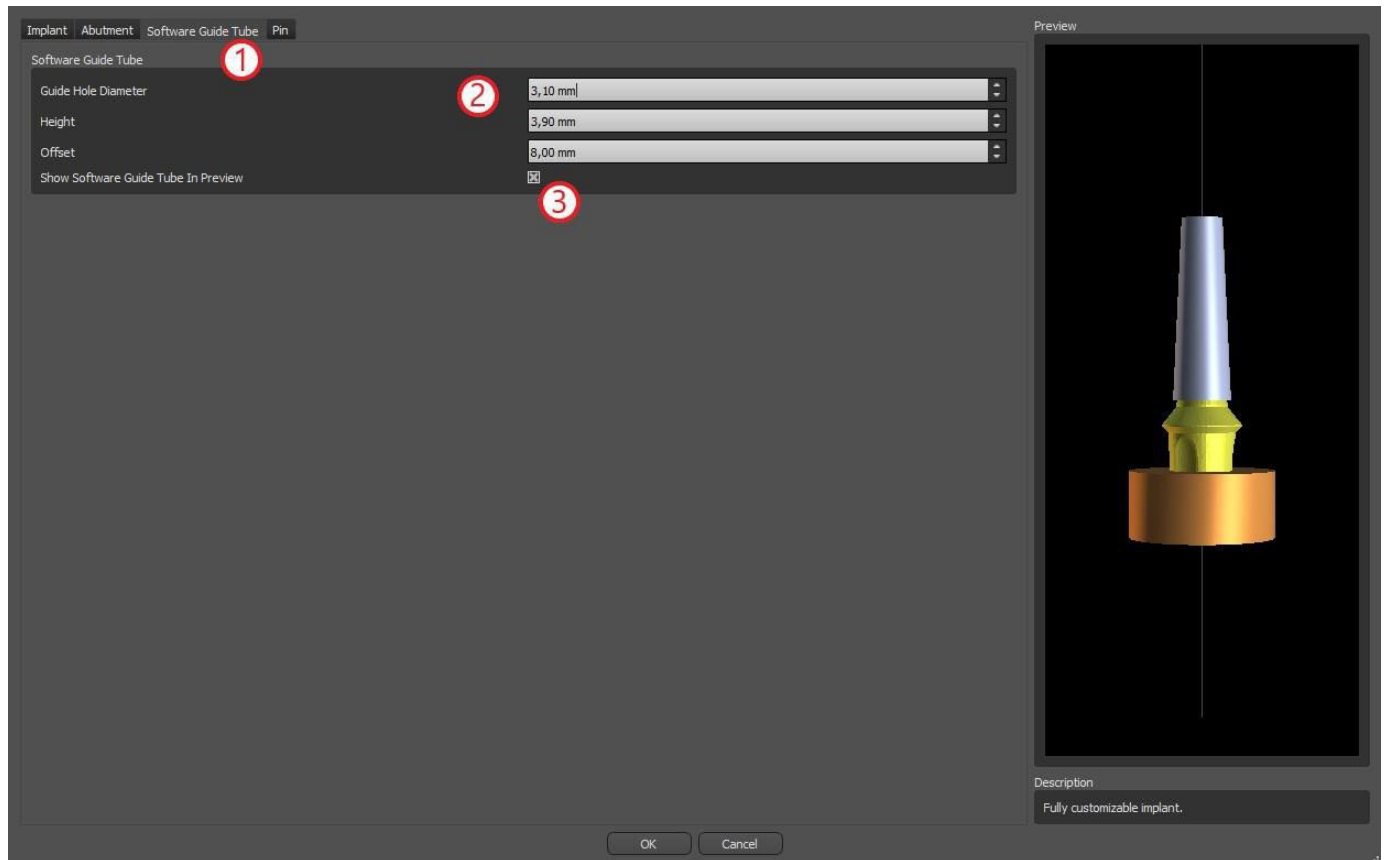 Implant Abutment Software Guide Tube Pin
1
Software Guide Tube
Guide Hole Diameter 3,10 mm
2
Height 3,90 mm
Offset 8,00 mm
Show Software Guide Tube In Preview
3
Preview
Description
Fully customizable implant.
OK Cancel